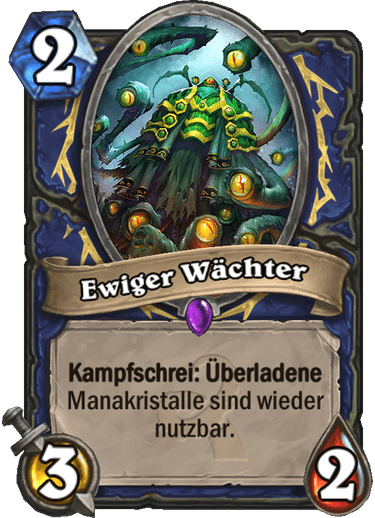 2
Ewiger Wächter
Kampfschrei: Überladene
Manakristalle sind wieder
nutzbar.
3
2